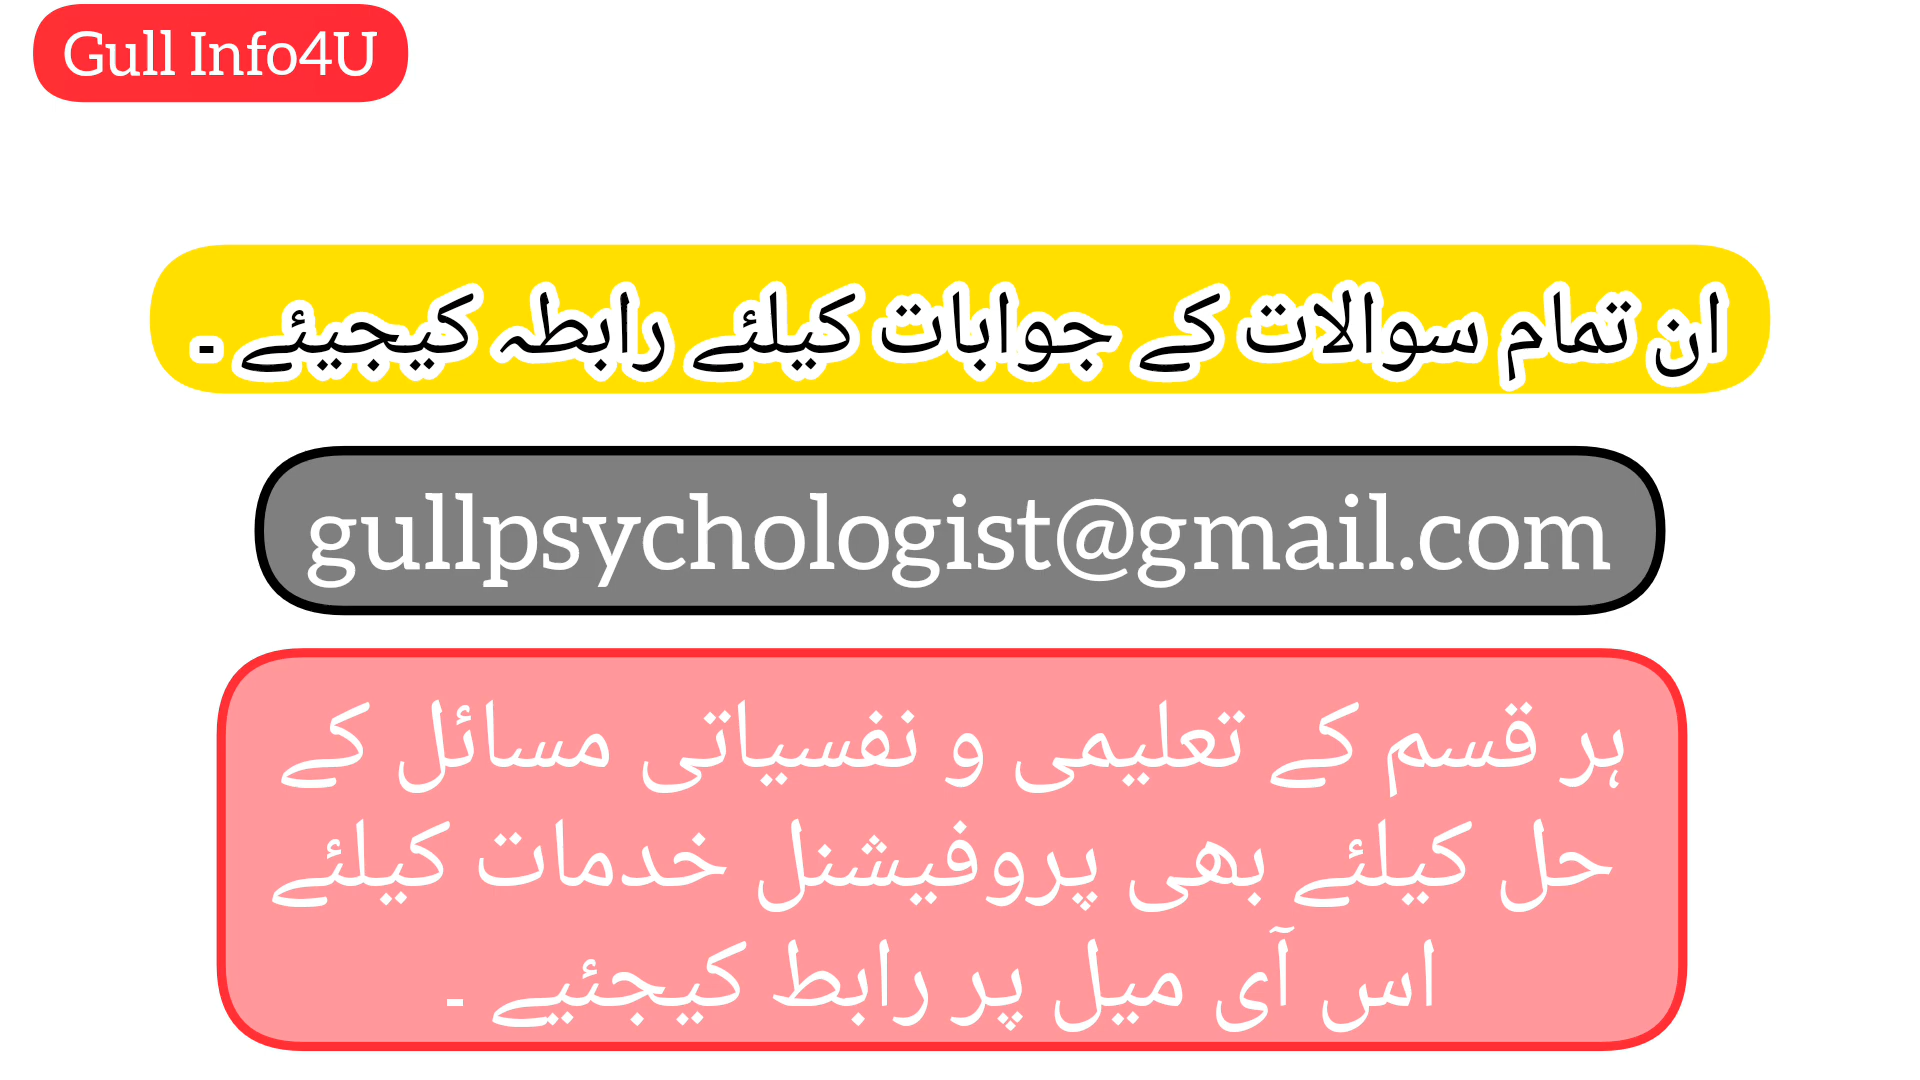 Gull Info4U
ان تمام سوالات کے جوابات کیلئے رابطہ کیجیئے ۔
gullpsychologist@gmail.com
ہر قسم کے تعلیمی و نفسیاتی مسائل کے
حل کیلئے بھی پروفیشنل خدمات کیلئے
اس آی میل پر رابط کیجئیے ۔